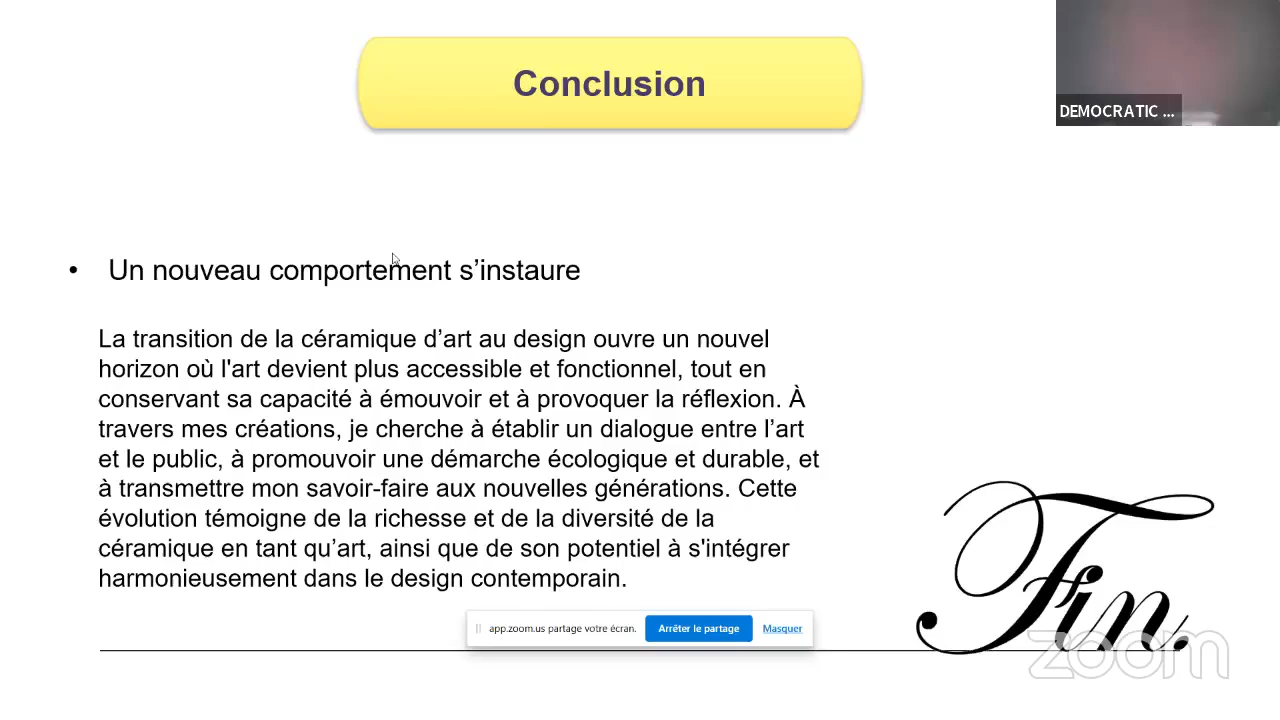 Conclusion
DEMOCRATIC ...
• Un nouveau comportement s’instaure
La transition de la céramique d’art au design ouvre un nouvel
horizon où l'art devient plus accessible et fonctionnel, tout en
conservant sa capacité à émouvoir et à provoquer la réflexion. À
travers mes créations, je cherche à établir un dialogue entre l’art
et le public, à promouvoir une démarche écologique et durable, et
à transmettre mon savoir-faire aux nouvelles générations. Cette
évolution témoigne de la richesse et de la diversité de la
céramique en tant qu’art, ainsi que de son potentiel à s'intégrer
harmonieusement dans le design contemporain.
Fin.
app.zoom.us partage votre écran. Arrêter le partage Masquer
zoom